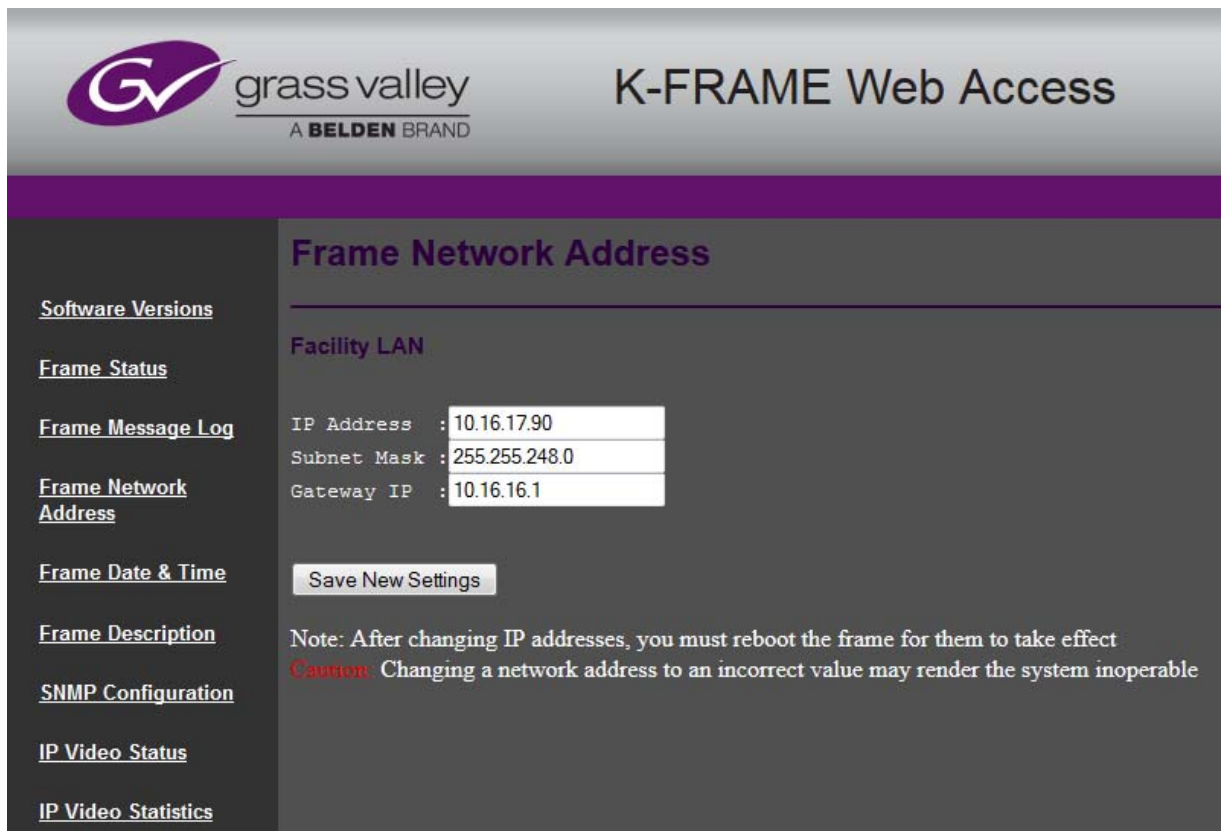 GV grass valley
A BELDEN BRAND
K-FRAME Web Access
Software Versions
Frame Status
Frame Message Log
Frame Network
Address
Frame Date & Time
Frame Description
SNMP Configuration
IP Video Status
IP Video Statistics
Frame Network Address
Facility LAN
IP Address : 10.16.17.90
Subnet Mask : 255.255.248.0
Gateway IP : 10.16.16.1
Save New Settings
Note: After changing IP addresses, you must reboot the frame for them to take effect
Caution: Changing a network address to an incorrect value may render the system inoperable